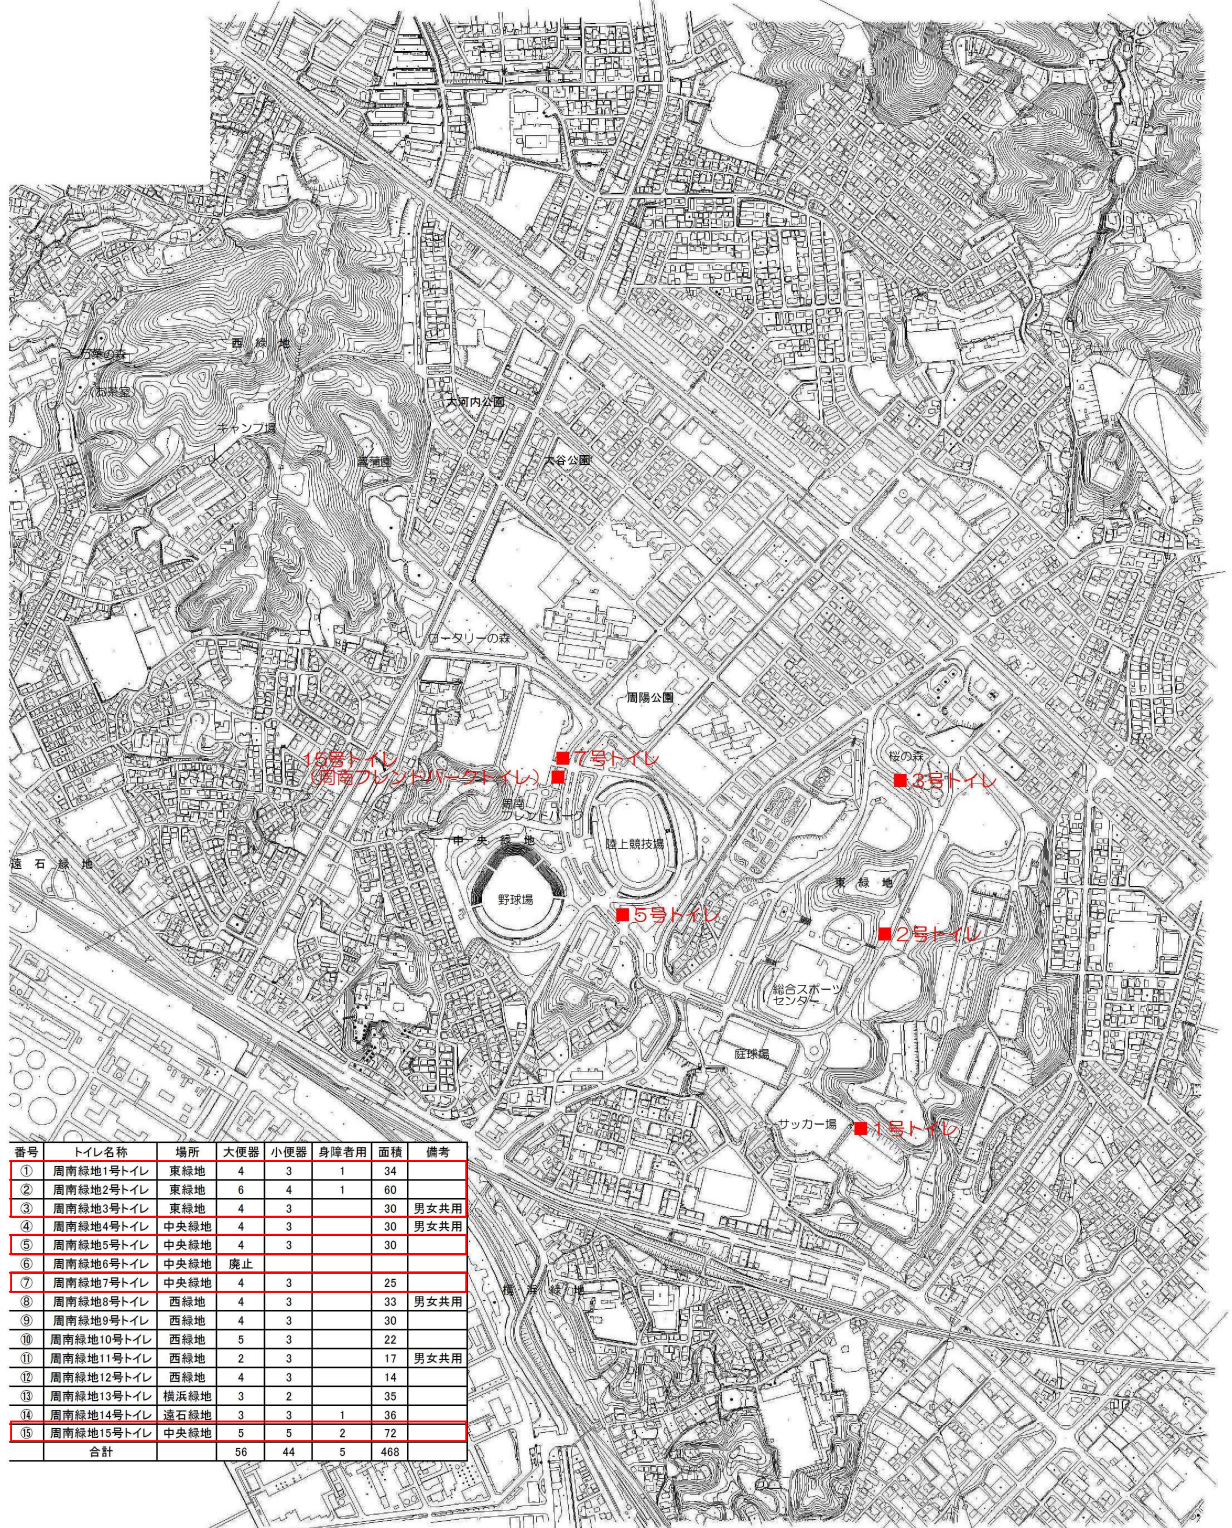 西緑地
万葉の森
お茶室
キャンプ場
菖蒲園
大河内公園
大谷公園
ロータリーの森
周陽公園
15号トイレ
(周南フレンドパークトイレ)
7号トイレ
桜の森
3号トイレ
周南
フレンドパーク
中央緑地
陸上競技場
遠石緑地
野球場
東緑地
5号トイレ
2号トイレ
総合スポーツ
センター
庭球場
サッカー場
1号トイレ
横浜緑地
番号 トイレ名称 場所 大便器 小便器 身障者用 面積 備考
① 周南緑地1号トイレ 東緑地 4 3 1 34
② 周南緑地2号トイレ 東緑地 6 4 1 60
③ 周南緑地3号トイレ 東緑地 4 3 30 男女共用
④ 周南緑地4号トイレ 中央緑地 4 3 30 男女共用
⑤ 周南緑地5号トイレ 中央緑地 4 3 30
⑥ 周南緑地6号トイレ 中央緑地 廃止
⑦ 周南緑地7号トイレ 中央緑地 4 3 25
⑧ 周南緑地8号トイレ 西緑地 4 3 33 男女共用
⑨ 周南緑地9号トイレ 西緑地 4 3 30
⑩ 周南緑地10号トイレ 西緑地 5 3 22
⑪ 周南緑地11号トイレ 西緑地 2 3 17 男女共用
⑫ 周南緑地12号トイレ 西緑地 4 3 14
⑬ 周南緑地13号トイレ 横浜緑地 3 2 35
⑭ 周南緑地14号トイレ 遠石緑地 3 3 1 36
⑮ 周南緑地15号トイレ 中央緑地 5 5 2 72
合計 56 44 5 468